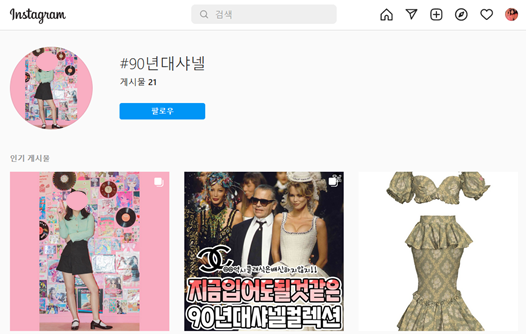 Instagram
검색
#90년대샤넬
게시물 21
팔로우
인기 게시물
지금입어도될것같은
90년대샤넬컬렉션